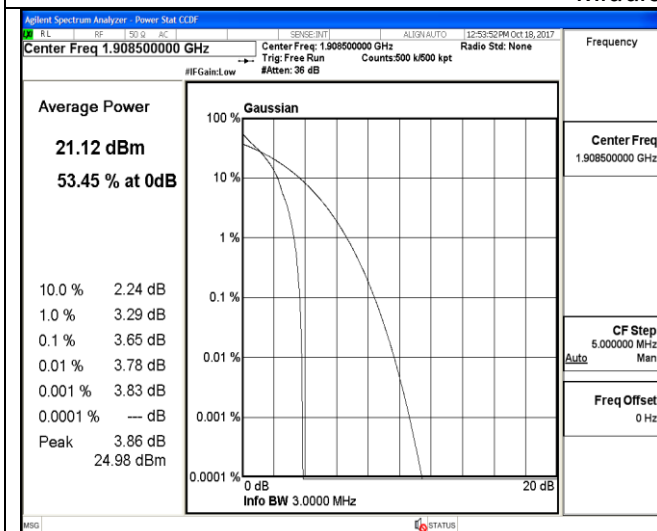 Agilent Spectrum Analyzer - Power Stat CCDF
RL RF 50 Ω AC SENSE:INT ALIGN AUTO 12:53:52 PM Oct 18, 2017
Center Freq 1.908500000 GHz
Center Freq: 1.908500000 GHz
Radio Std: None
Trig: Free Run Counts:500 k/500 kpt
#IFGain:Low
#Atten: 36 dB
Frequency
Average Power
21.12 dBm
53.45 % at 0dB
10.0 % 2.24 dB
1.0 % 3.29 dB
0.1 % 3.65 dB
0.01 % 3.78 dB
0.001 % 3.83 dB
0.0001 % --- dB
Peak 3.86 dB
24.98 dBm
Gaussian
100 %
10 %
1 %
0.1 %
0.01 %
0.001 %
0.0001 %
0 dB
20 dB
Info BW 3.0000 MHz
Center Freq
1.908500000 GHz
CF Step
5.000000 MHz
Auto Man
Freq Offset
0 Hz
MSG
STATUS